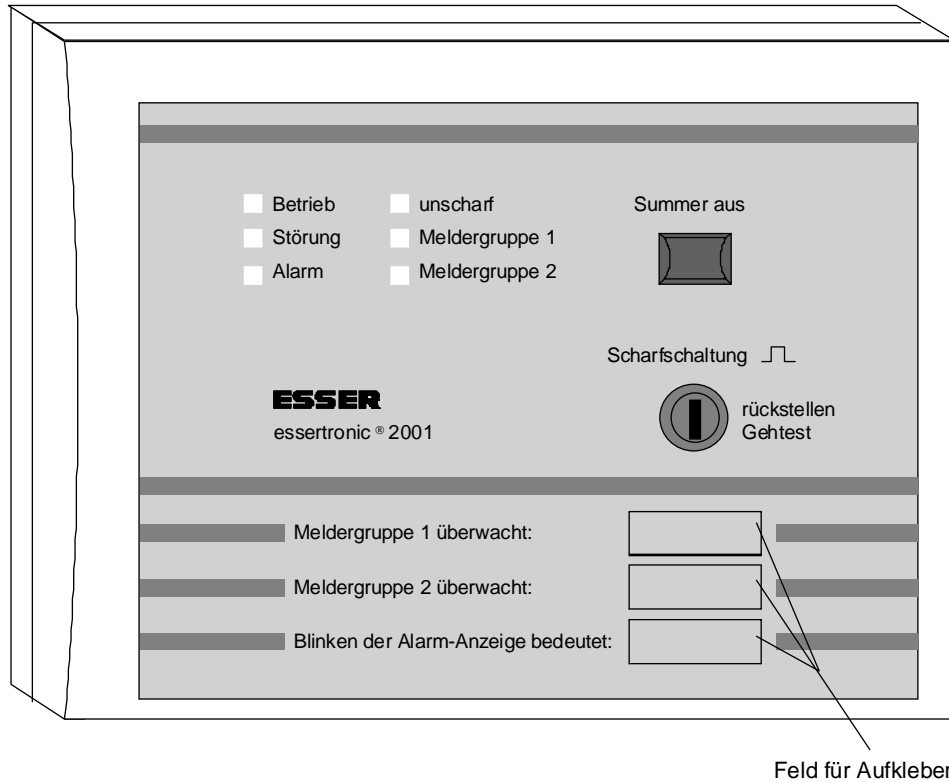 Betrieb
unscharf
Summer aus
Störung
Meldergruppe 1
Alarm
Meldergruppe 2
Scharfschaltung
ESSER
essertronic ® 2001
rückstellen
Gehtest
Meldergruppe 1 überwacht:
Meldergruppe 2 überwacht:
Blinken der Alarm-Anzeige bedeutet:
Feld für Aufkleber